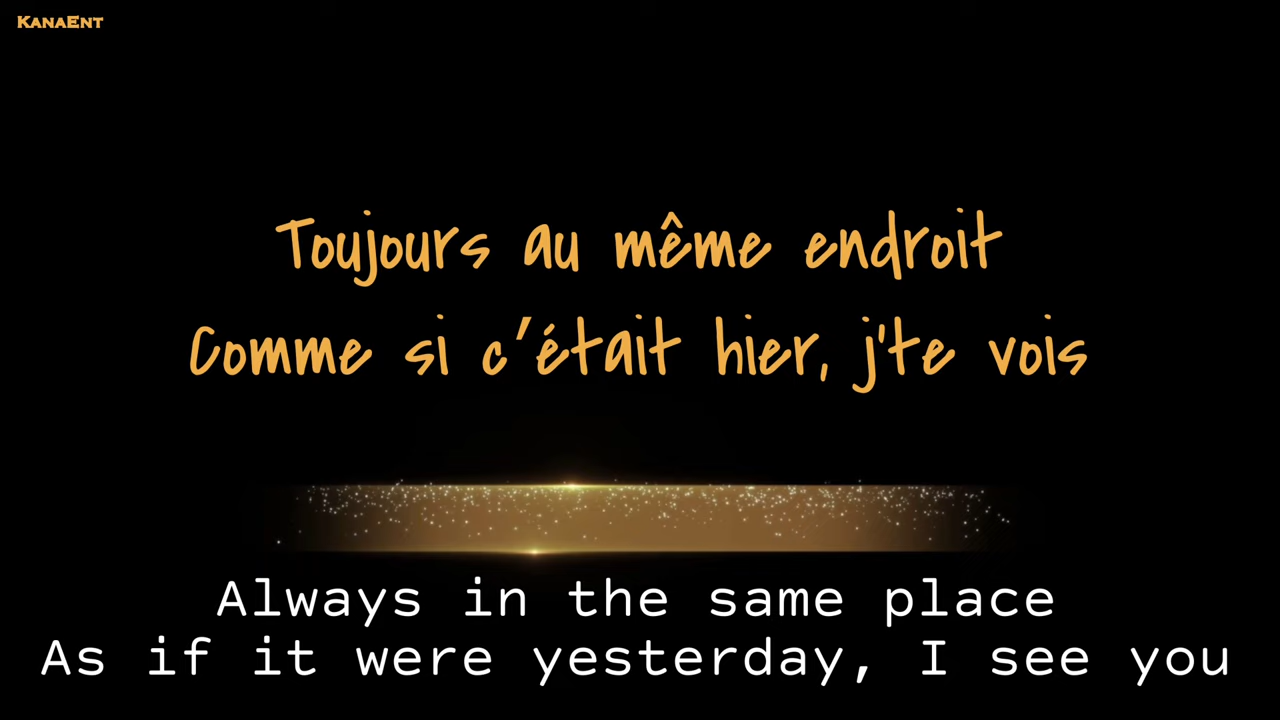 KanaEnt
Toujours au même endroit
Comme si c'était hier, j'te vois
Always in the same place
As if it were yesterday, I see you